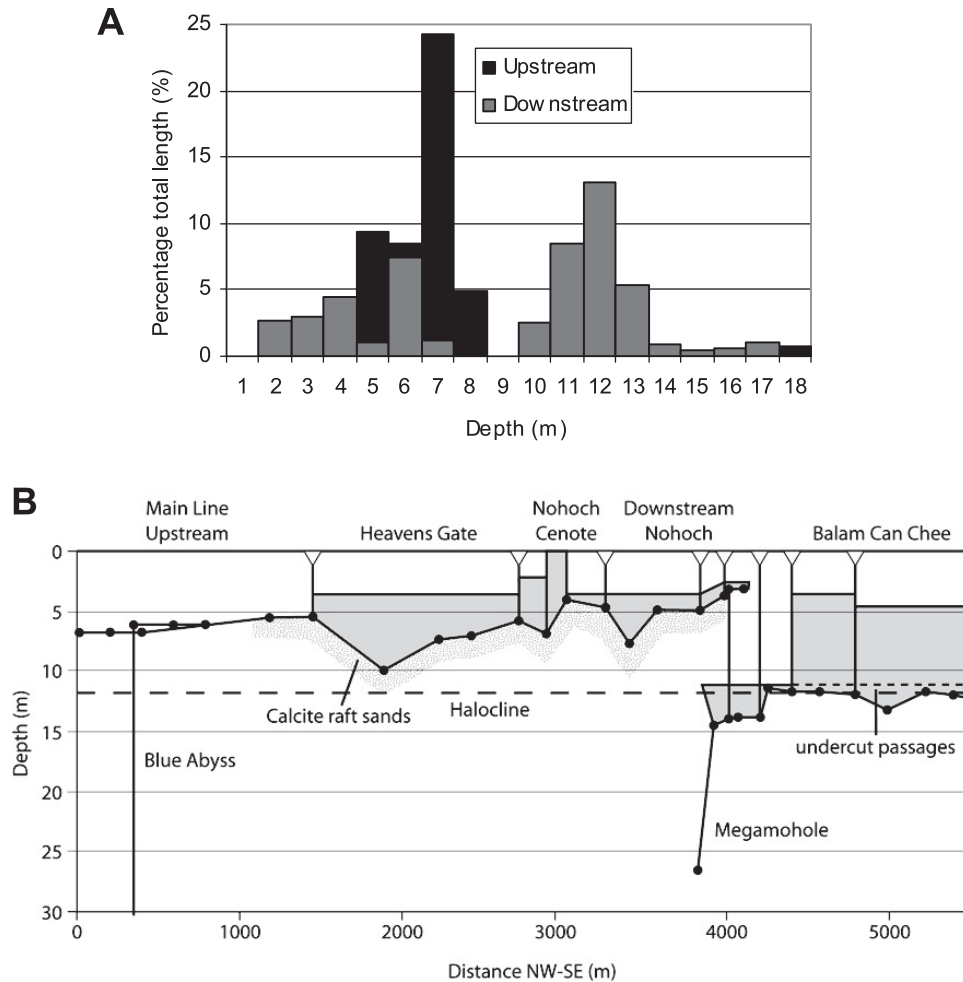 A
25
20
15
10
5
0
Percentage total length (%)
Upstream
Downstream
1 2 3 4 5 6 7 8 9 10 11 12 13 14 15 16 17 18
Depth (m)
B
Main Line
Upstream
Heavens Gate
Nohoch
Cenote
Downstream
Nohoch
Balam Can Chee
0
5
10
15
20
25
30
Depth (m)
Calcite raft sands
Halocline
undercut passages
Blue Abyss
Megamohole
0 1000 2000 3000 4000 5000
Distance NW-SE (m)